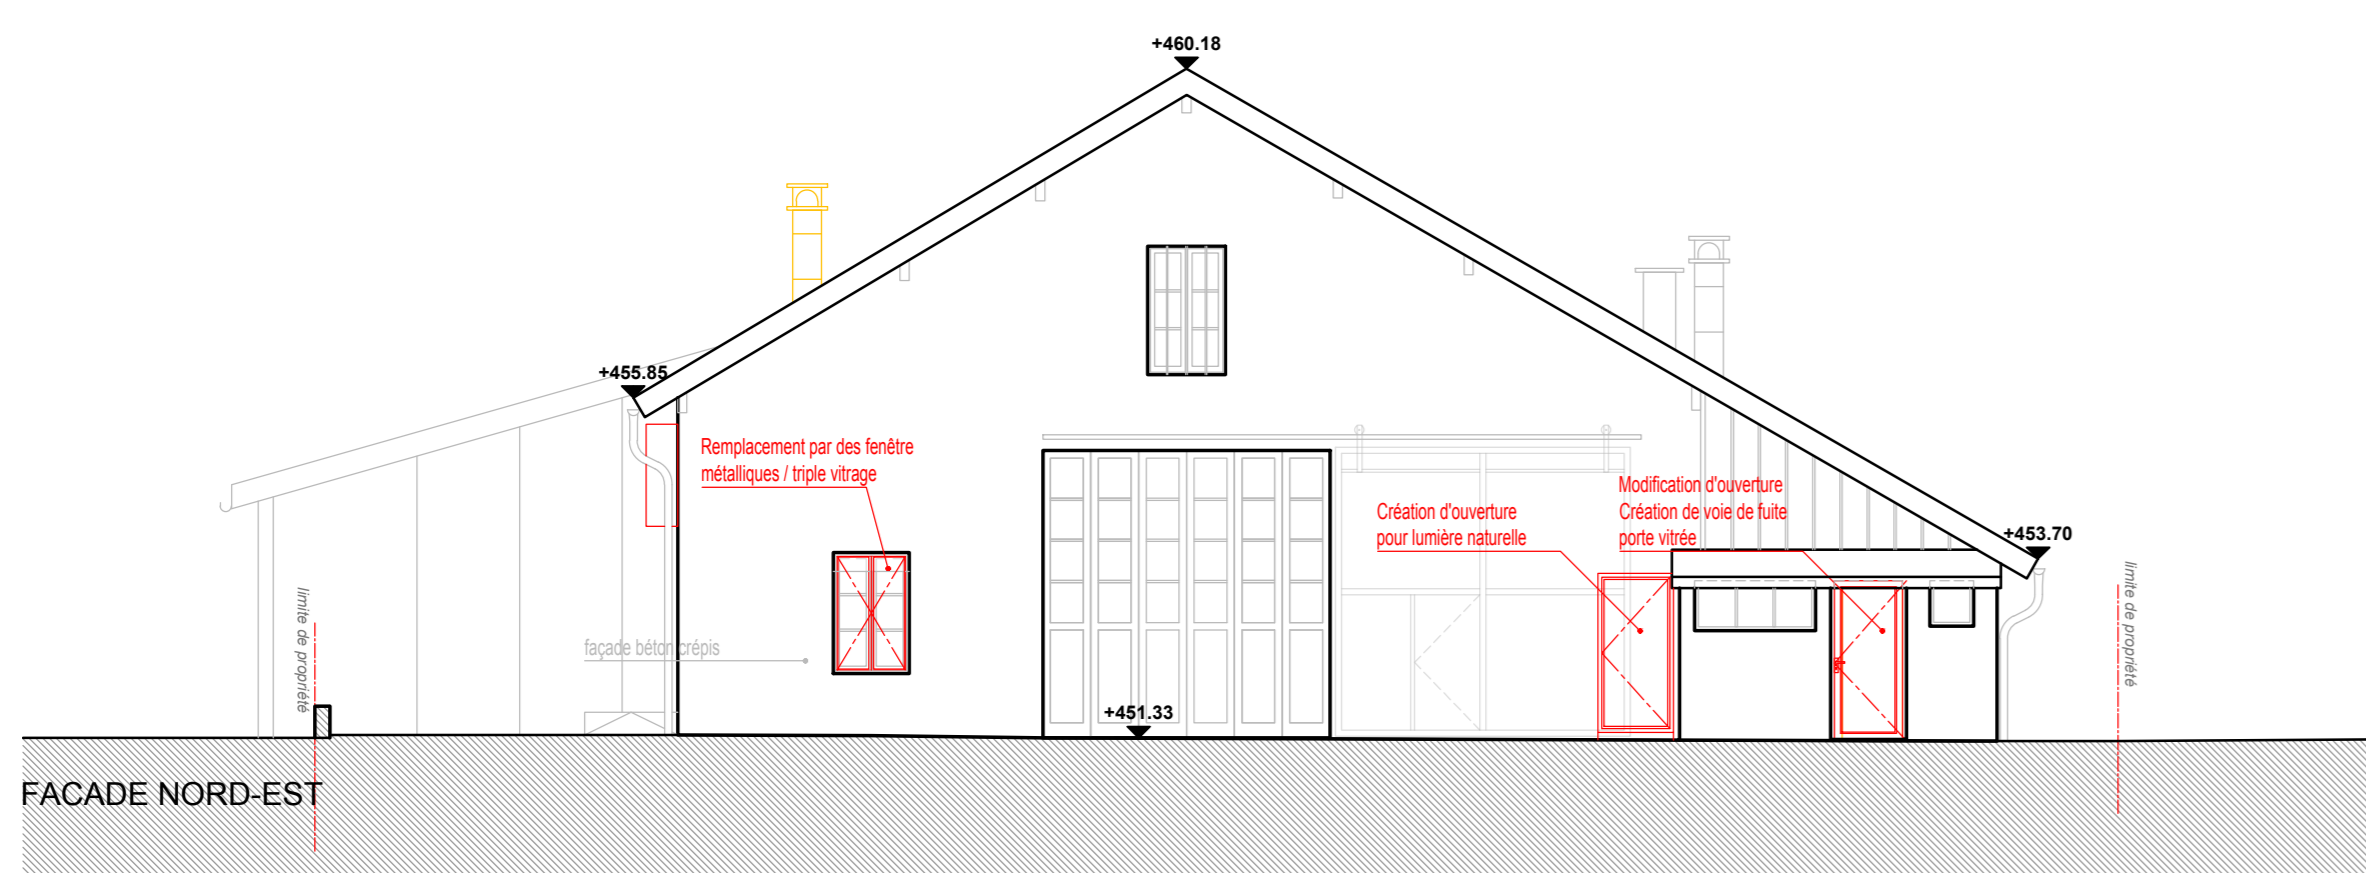 +460.18
+455.85
Remplacement par des fenêtre
métalliques / triple vitrage
Création d'ouverture
pour lumière naturelle
Modification d'ouverture
Création de voie de fuite
porte vitrée
+453.70
limite de propriété
façade béton crépis
limite de propriété
+451.33
FACADE NORD-EST